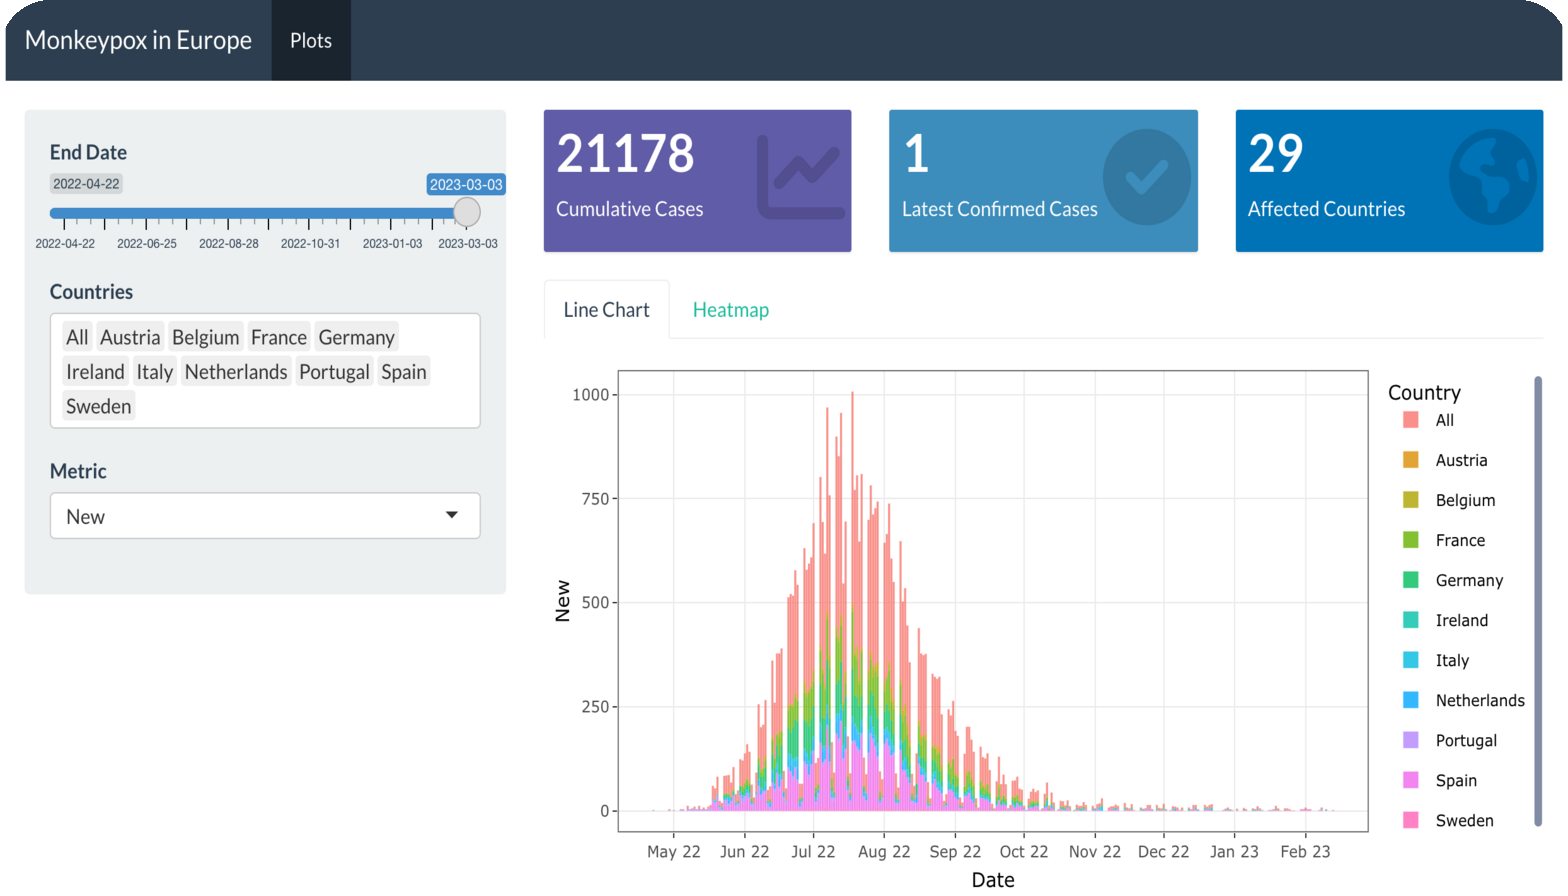 Monkeypox in Europe Plots
End Date
2022-04-22 2023-03-03
2022-04-22 2022-06-25 2022-08-28 2022-10-31 2023-01-03 2023-03-03
Countries
All Austria Belgium France Germany
Ireland Italy Netherlands Portugal Spain
Sweden
Metric
New
21178
Cumulative Cases
1
Latest Confirmed Cases
29
Affected Countries
Line Chart Heatmap
New
1000
750
500
250
0
May 22 Jun 22 Jul 22 Aug 22 Sep 22 Oct 22 Nov 22 Dec 22 Jan 23 Feb 23
Date
Country
All
Austria
Belgium
France
Germany
Ireland
Italy
Netherlands
Portugal
Spain
Sweden